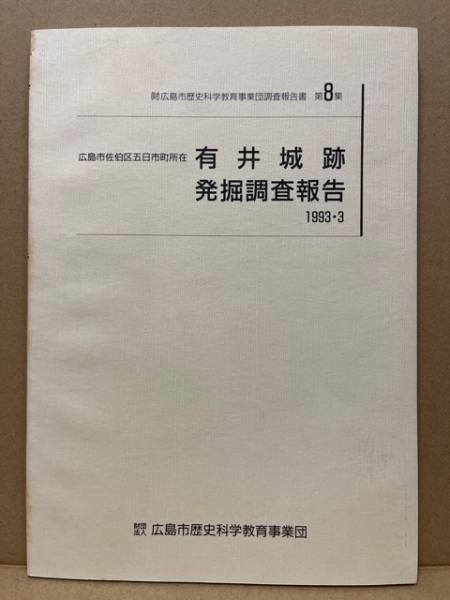 ㈶広島市歴史科学教育事業団調査報告書 第8集
広島市佐伯区五日市町所在 有井城跡
発掘調査報告
1993・3
財団法人 広島市歴史科学教育事業団